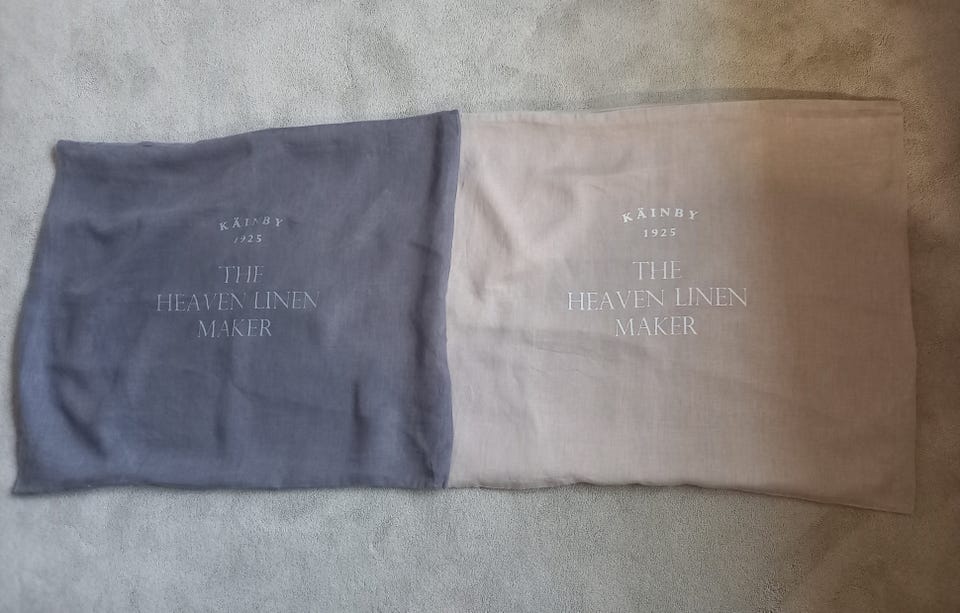 KÄINBY
1925
THE
HEAVEN LINEN
MAKER
KÄINBY
1925
THE
HEAVEN LINEN
MAKER